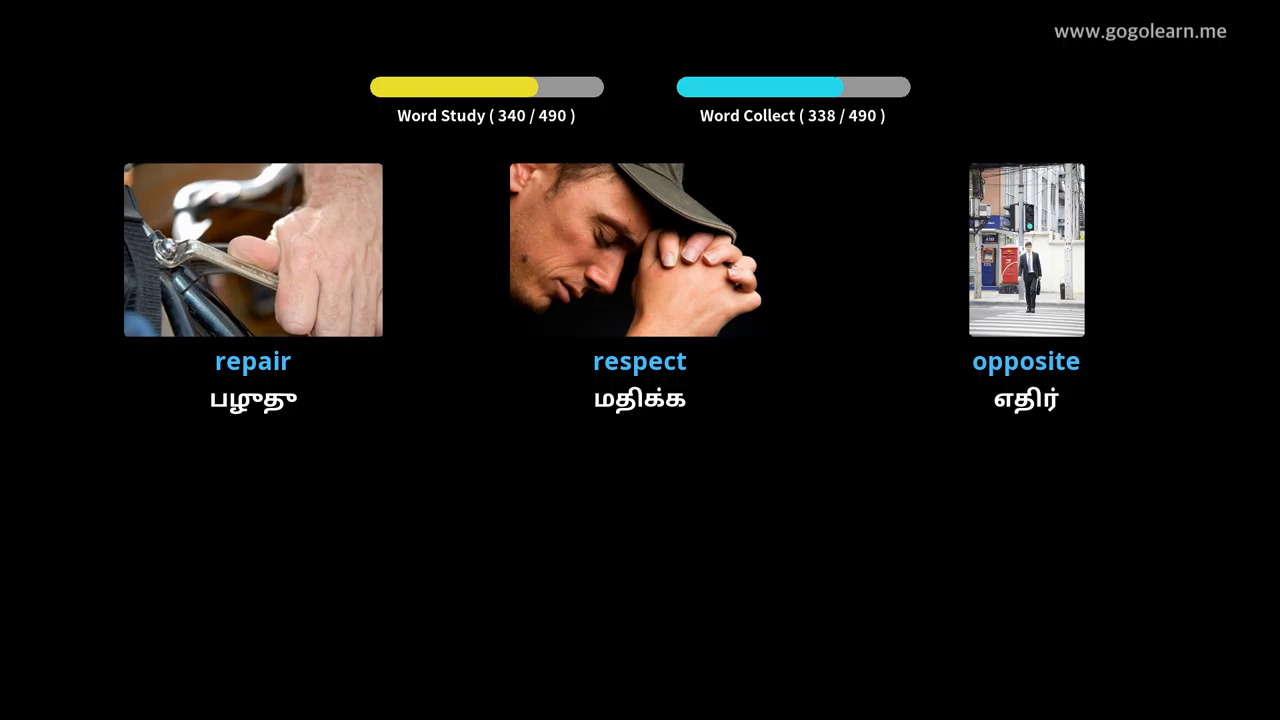 www.gogolearn.me
Word Study ( 340 / 490 )
Word Collect ( 338 / 490 )
repair
respect
opposite
பழுது
மதிக்க
எதிர்